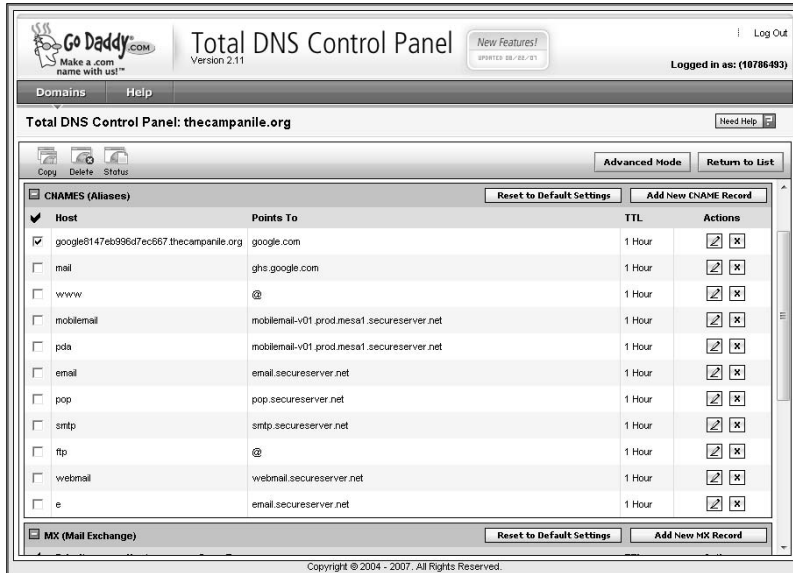 Go Daddy.COM
Make a .com
name with us!™
Total DNS Control Panel
Version 2.11
New Features!
UPDATED 08/22/07
Log Out
Logged in as: (10786493)
Domains Help
Total DNS Control Panel: thecampanile.org
Need Help ?
Copy Delete Status
Advanced Mode Return to List
CNAMES (Aliases) Reset to Default Settings Add New CNAME Record
Host Points To TTL Actions
google8147eb996d7ec667.thecampanile.org google.com 1 Hour
mail ghs.google.com 1 Hour
www @ 1 Hour
mobilemail mobilemail-v01.prod.mesa1.secureserver.net 1 Hour
pda mobilemail-v01.prod.mesa1.secureserver.net 1 Hour
email email.secureserver.net 1 Hour
pop pop.secureserver.net 1 Hour
smtp smtp.secureserver.net 1 Hour
ftp @ 1 Hour
webmail webmail.secureserver.net 1 Hour
e email.secureserver.net 1 Hour
MX (Mail Exchange) Reset to Default Settings Add New MX Record
Copyright © 2004 - 2007. All Rights Reserved.